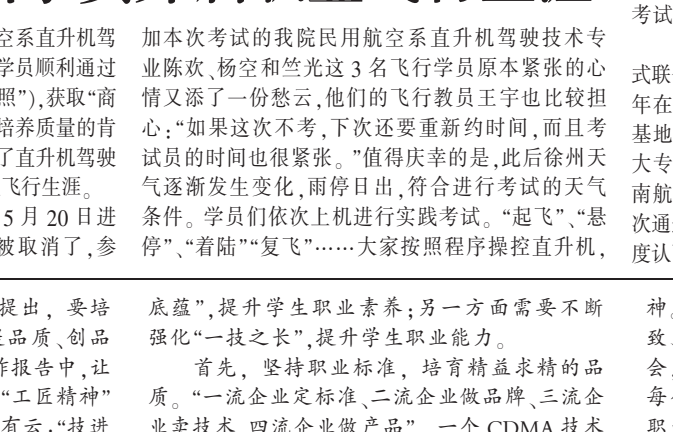 空系直升机驾
学员顺利通过
照”),获取“商
培养质量的肯
了直升机驾驶
飞行生涯。
5 月 20 日进
被取消了,参
加本次考试的我院民用航空系直升机驾驶技术专
业陈欢、杨空和竺光这 3 名飞行学员原本紧张的心
情又添了一份愁云,他们的飞行教员王宇也比较担
心:“如果这次不考,下次还要重新约时间,而且考
试员的时间也很紧张。”值得庆幸的是,此后徐州天
气逐渐发生变化,雨停日出,符合进行考试的天气
条件。学员们依次上机进行实践考试。“起飞”、“悬
停”、“着陆”“复飞”……大家按照程序操控直升机,
考试
式联
年在
基地
大专
南航
次通
度认
提出，要培
品质、创品
作报告中,让
“工匠精神”
有云:“技进
底蕴”,提升学生职业素养;另一方面需要不断
强化“一技之长”,提升学生职业能力。
首先，坚持职业标准，培育精益求精的品
质。“一流企业定标准、二流企业做品牌、三流企
业卖技术、四流企业做产品”。一个 CDMA 技术
神。
致
会,
每
职